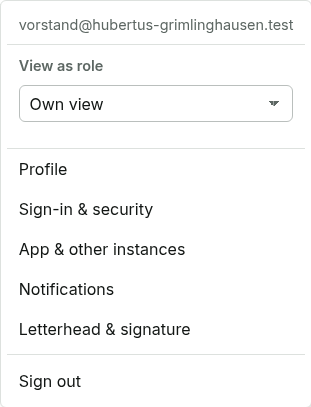 vorstand@hubertus-grimlinghausen.test
View as role
Own view
Profile
Sign-in & security
App & other instances
Notifications
Letterhead & signature
Sign out